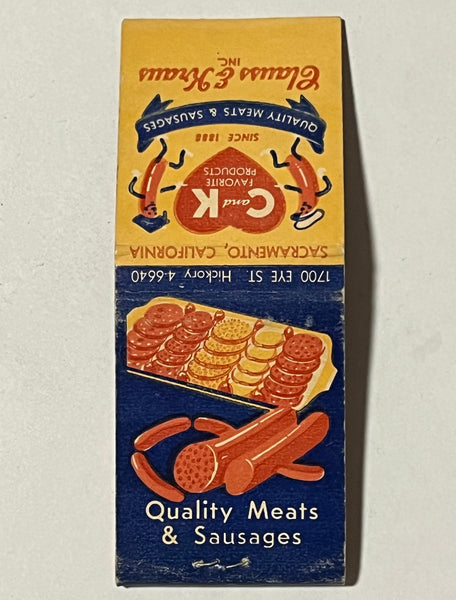 Clauss & Kraus
INC.
QUALITY MEATS & SAUSAGES
SINCE 1888
C and K
FAVORITE
PRODUCTS
SACRAMENTO, CALIFORNIA
1700 EYE ST. Hickory 4-6640
Quality Meats
& Sausages